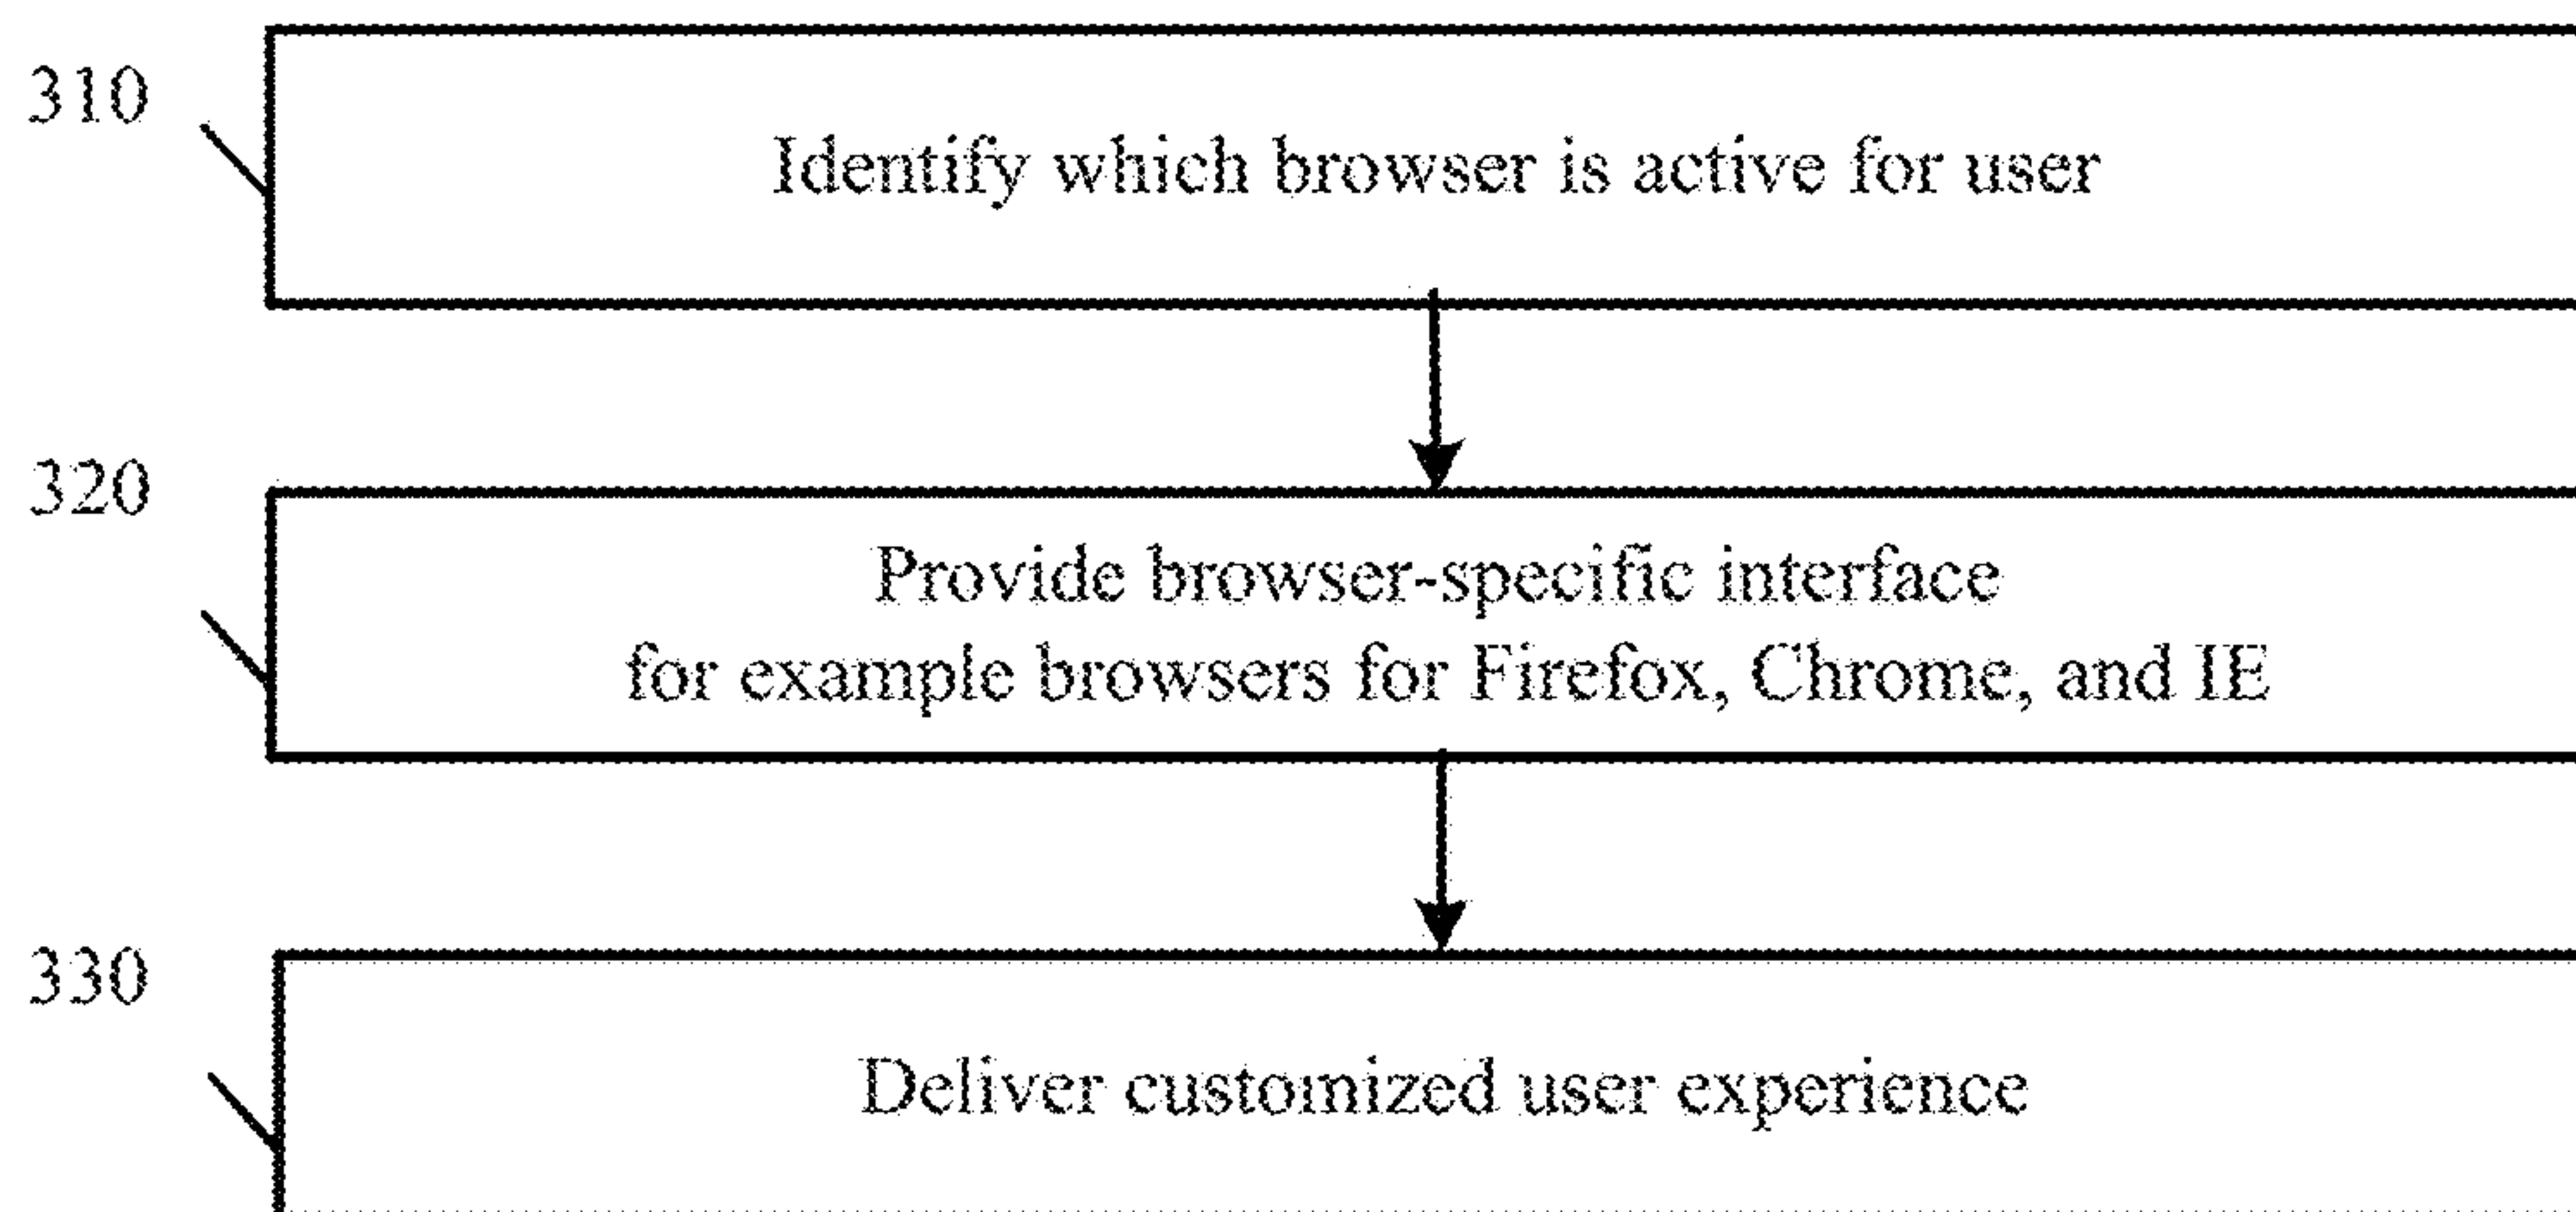 310
Identify which browser is active for user
320
Provide browser-specific interface
for example browsers for Firefox, Chrome, and IE
330
Deliver customized user experience